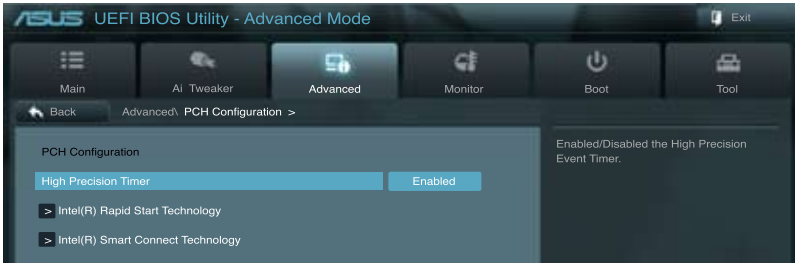 ASUS UEFI BIOS Utility - Advanced Mode
Exit
Main
Ai Tweaker
Advanced
Monitor
Boot
Tool
Back
Advanced\ PCH Configuration >
PCH Configuration
High Precision Timer Enabled
> Intel(R) Rapid Start Technology
> Intel(R) Smart Connect Technology
Enabled/Disabled the High Precision
Event Timer.